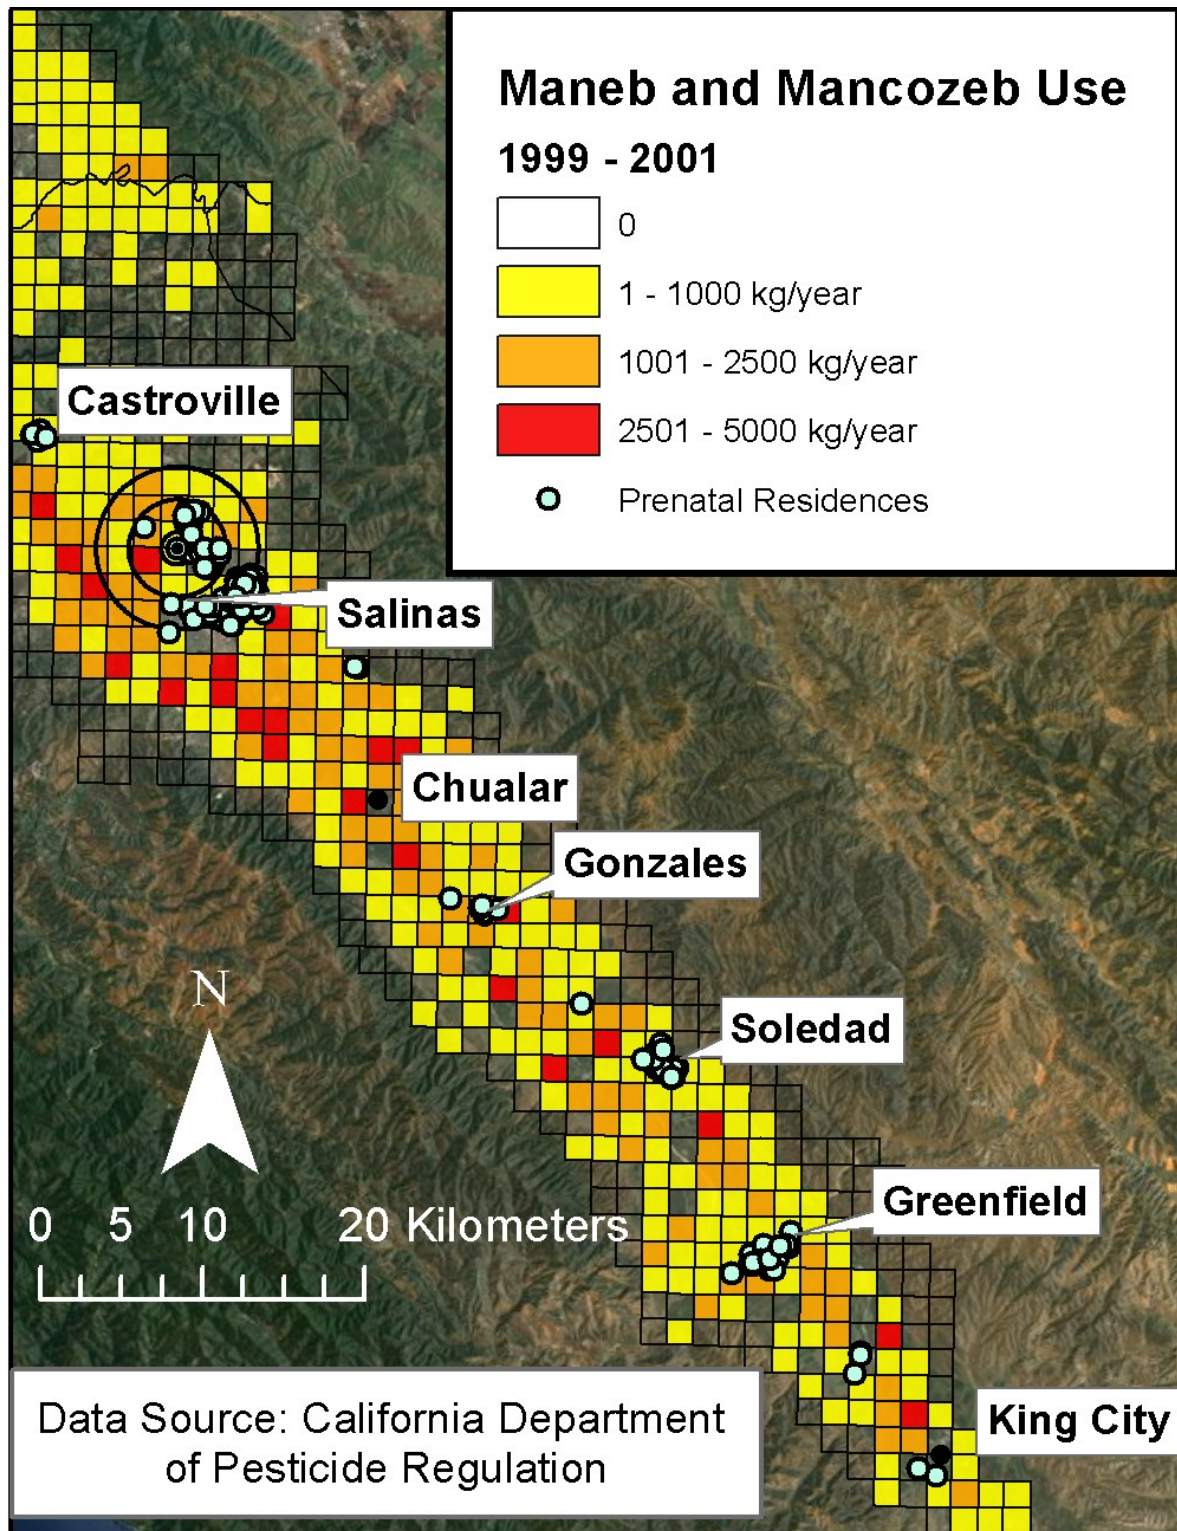 Maneb and Mancozeb Use
1999 - 2001
0
1 - 1000 kg/year
1001 - 2500 kg/year
2501 - 5000 kg/year
Prenatal Residences
Castroville
Salinas
Chualar
Gonzales
N
Soledad
Greenfield
0 5 10 20 Kilometers
King City
Data Source: California Department
of Pesticide Regulation